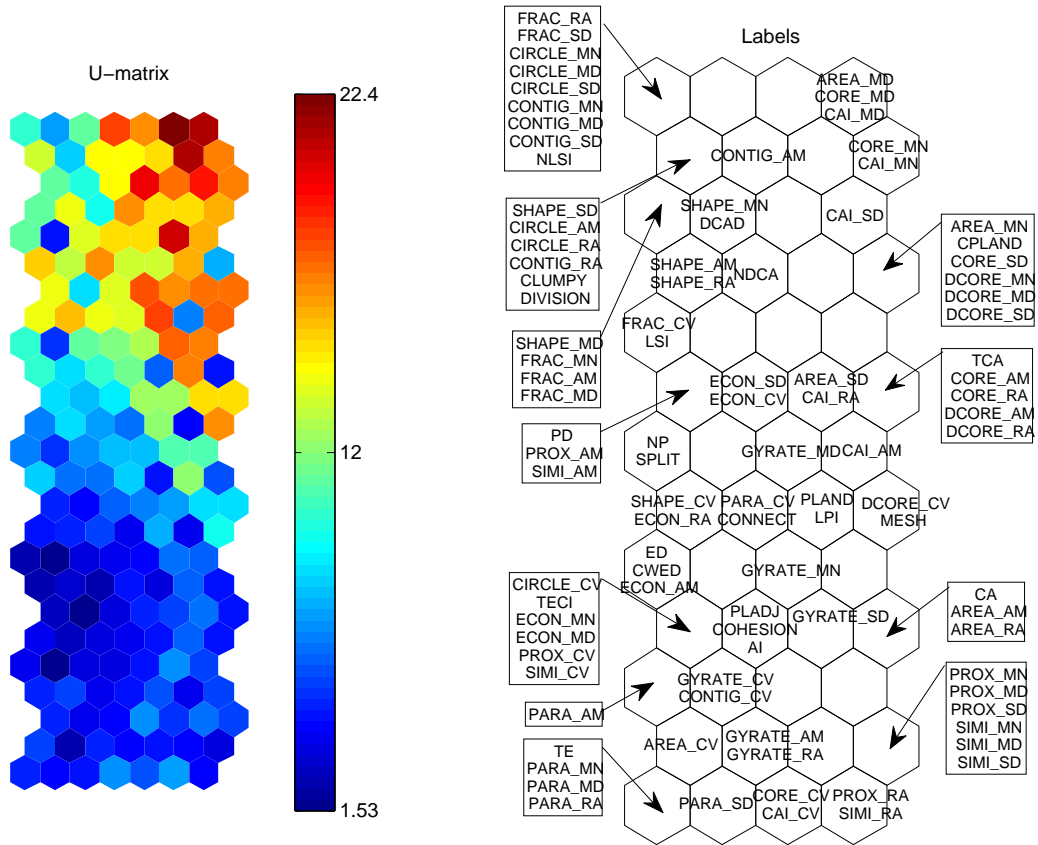 U−matrix
22.4
12
1.53
Labels
FRAC_RA
FRAC_SD
CIRCLE_MN
CIRCLE_MD
CIRCLE_SD
CONTIG_MN
CONTIG_MD
CONTIG_SD
NLSI
AREA_MD
CORE_MD
CAI_MD
CONTIG_AM
CORE_MN
CAI_MN
SHAPE_SD
CIRCLE_AM
CIRCLE_RA
CONTIG_RA
CLUMPY
DIVISION
SHAPE_MN
DCAD
CAI_SD
AREA_MN
CPLAND
CORE_SD
DCORE_MN
DCORE_MD
DCORE_SD
SHAPE_AM
SHAPE_RA
NDCA
SHAPE_MD
FRAC_MN
FRAC_AM
FRAC_MD
FRAC_CV
LSI
TCA
CORE_AM
CORE_RA
DCORE_AM
DCORE_RA
ECON_SD
ECON_CV
AREA_SD
CAI_RA
PD
PROX_AM
SIMI_AM
NP
SPLIT
GYRATE_MD
CAI_AM
SHAPE_CV
ECON_RA
PARA_CV
CONNECT
PLAND
LPI
DCORE_CV
MESH
ED
CWED
ECON_AM
GYRATE_MN
CIRCLE_CV
TECI
ECON_MN
ECON_MD
PROX_CV
SIMI_CV
PLADJ
COHESION
AI
GYRATE_SD
CA
AREA_AM
AREA_RA
GYRATE_CV
CONTIG_CV
PARA_AM
PROX_MN
PROX_MD
PROX_SD
SIMI_MN
SIMI_MD
SIMI_SD
AREA_CV
GYRATE_AM
GYRATE_RA
TE
PARA_MN
PARA_MD
PARA_RA
PARA_SD
CORE_CV
CAI_CV
PROX_RA
SIMI_RA